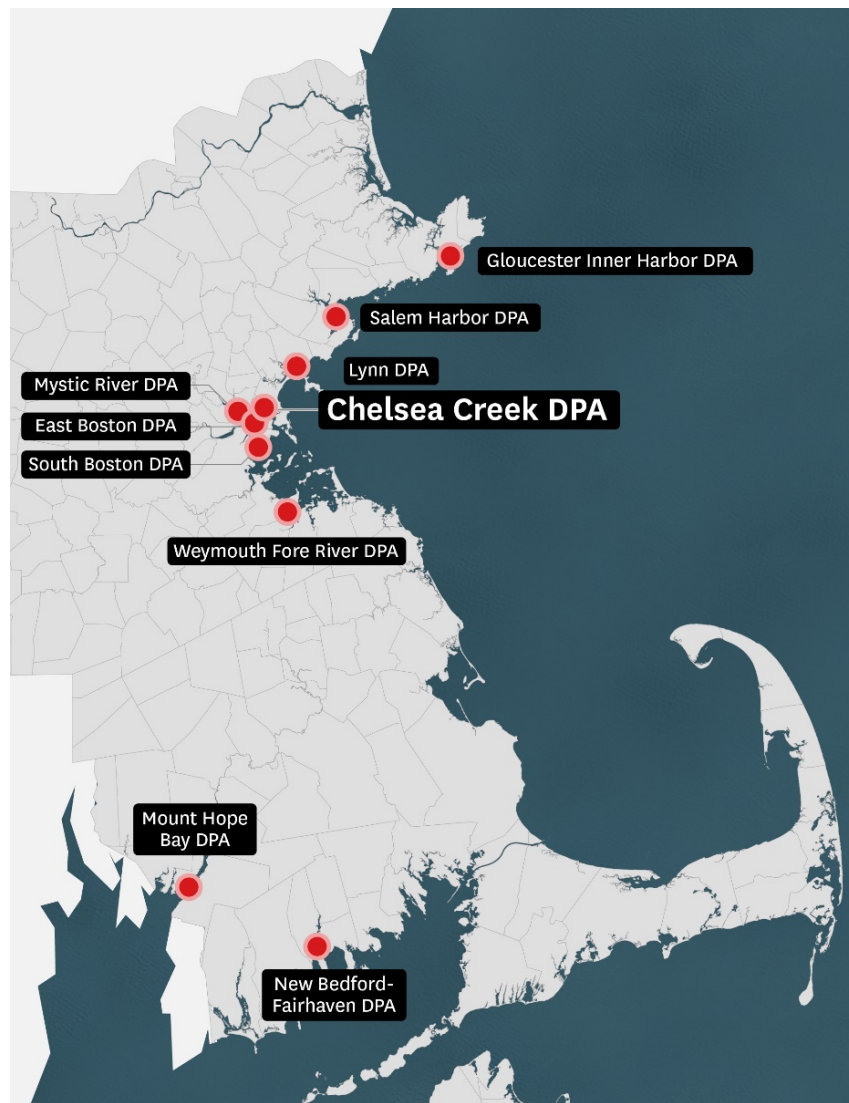 Gloucester Inner Harbor DPA
Salem Harbor DPA
Lynn DPA
Mystic River DPA
Chelsea Creek DPA
East Boston DPA
South Boston DPA
Weymouth Fore River DPA
Mount Hope
Bay DPA
New Bedford-
Fairhaven DPA